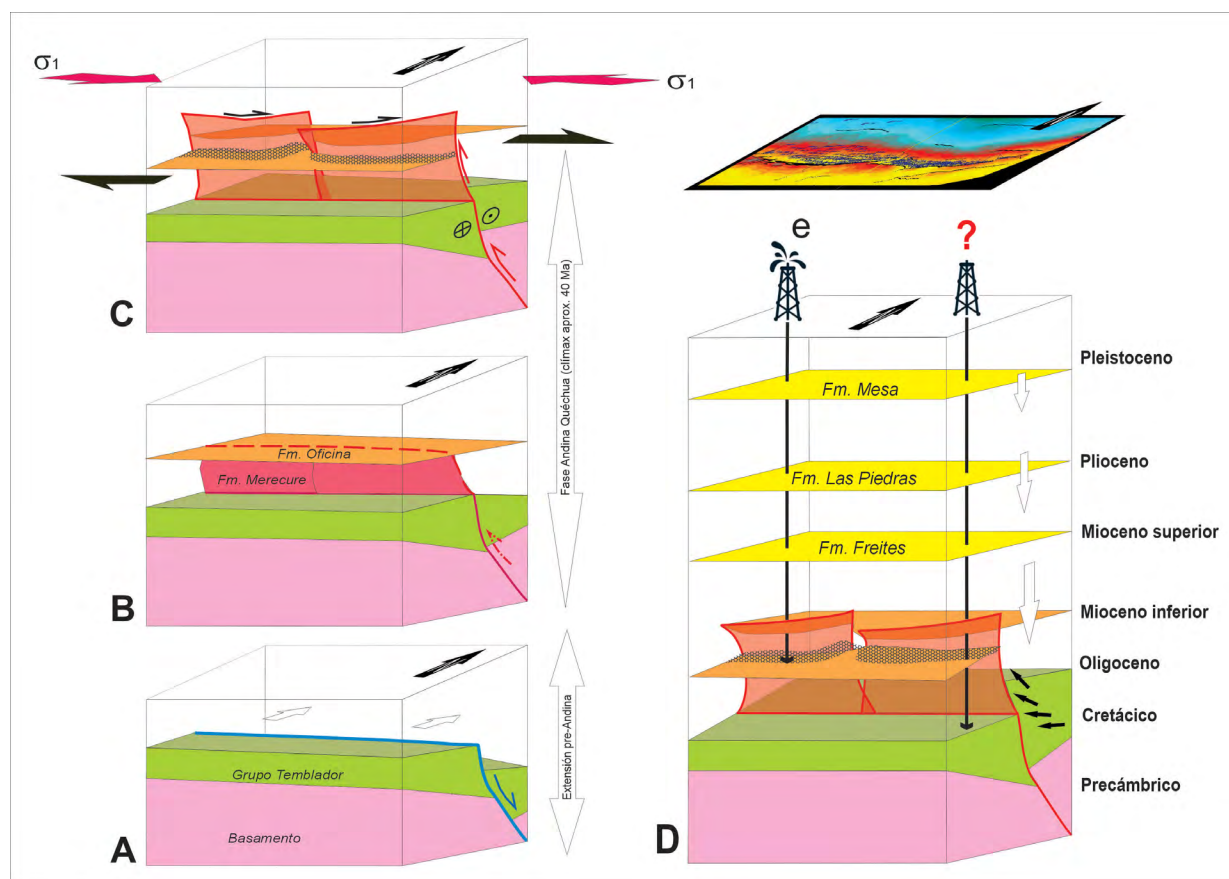 σ1
σ1
C
Fase Andina Quéchua (clímax aprox. 40 Ma)
Fm. Oficina
Fm. Merecure
B
Extensión pre-Andina
Grupo Temblador
Basamento
A
e
?
Pleistoceno
Fm. Mesa
Plioceno
Fm. Las Piedras
Mioceno superior
Fm. Freites
Mioceno inferior
Oligoceno
Cretácico
Precámbrico
D